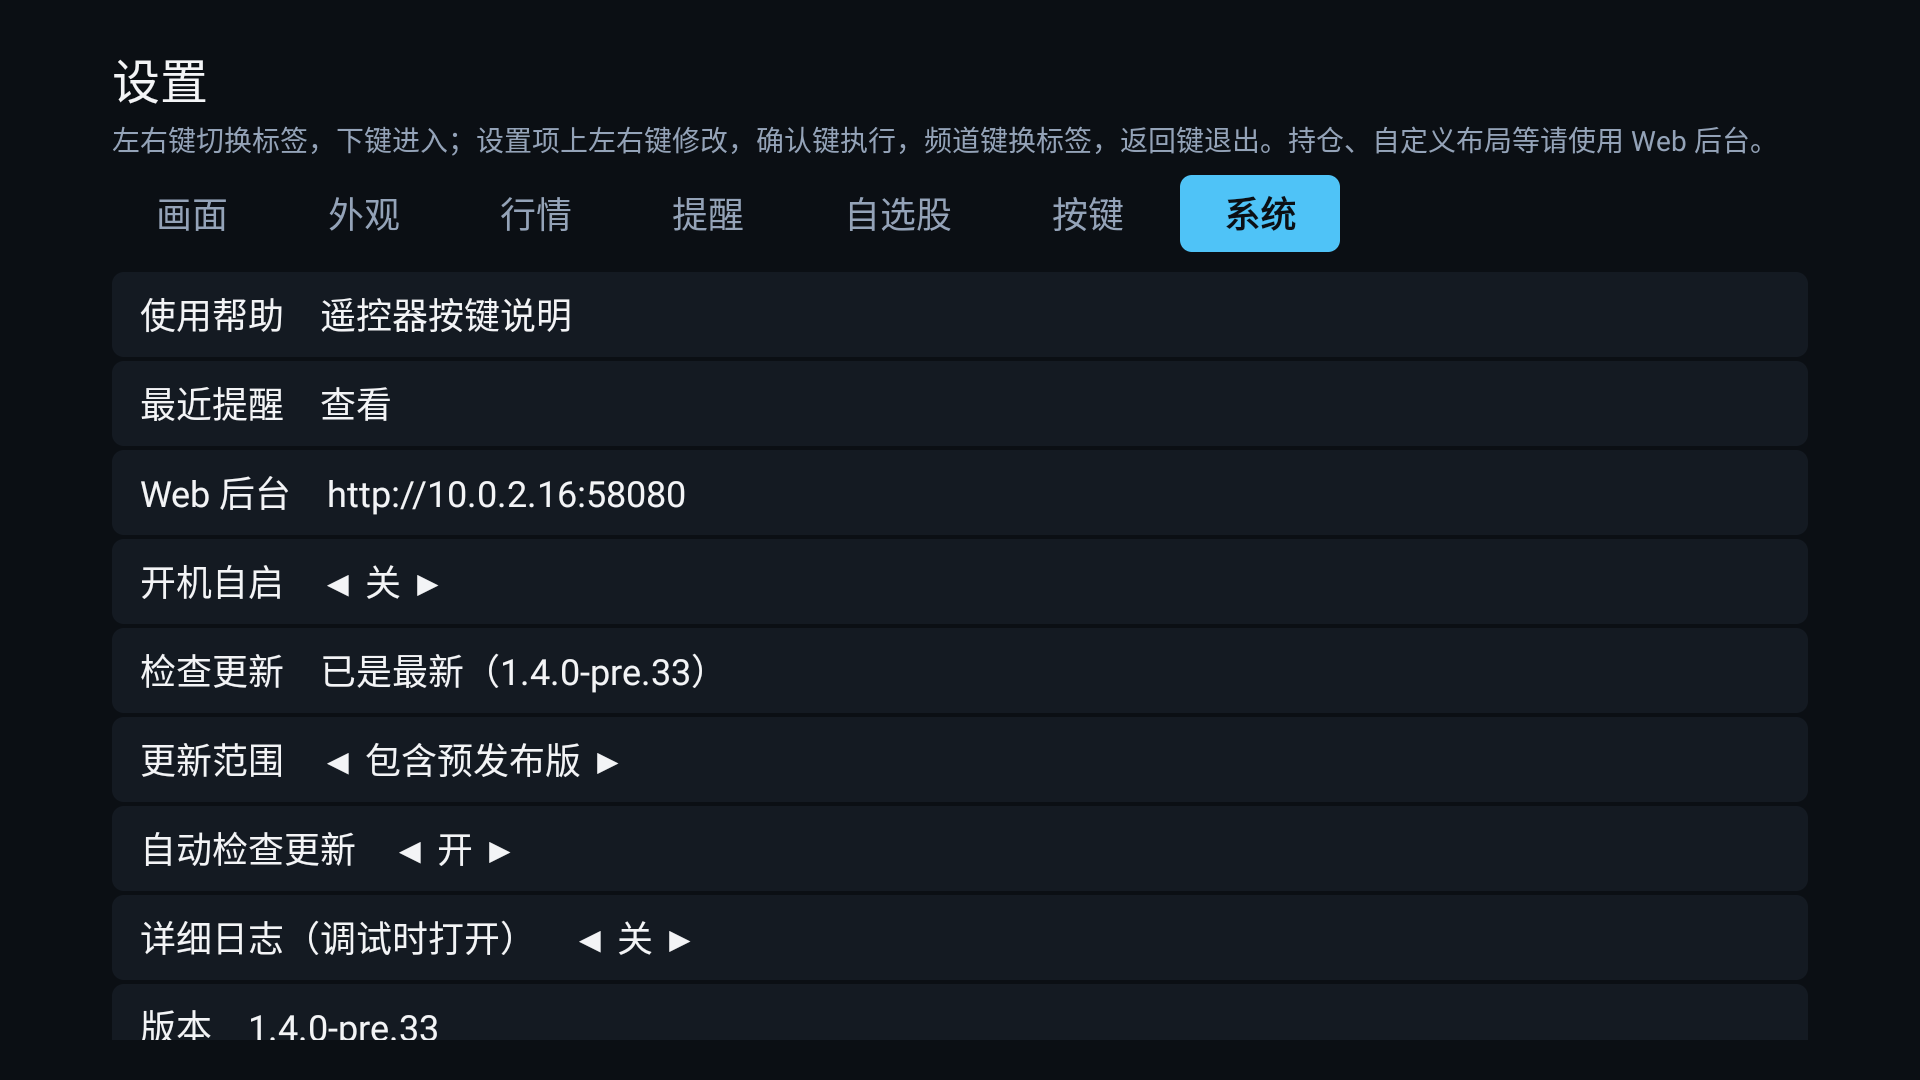 设置
左右键切换标签，下键进入；设置项上左右键修改，确认键执行，频道键换标签，返回键退出。持仓、自定义布局等请使用 Web 后台。
画面 外观 行情 提醒 自选股 按键 系统
使用帮助 遥控器按键说明
最近提醒 查看
Web 后台 http://10.0.2.16:58080
开机自启 ◀ 关 ▶
检查更新 已是最新（1.4.0-pre.33）
更新范围 ◀ 包含预发布版 ▶
自动检查更新 ◀ 开 ▶
详细日志（调试时打开） ◀ 关 ▶
版本 1.4.0-pre.33